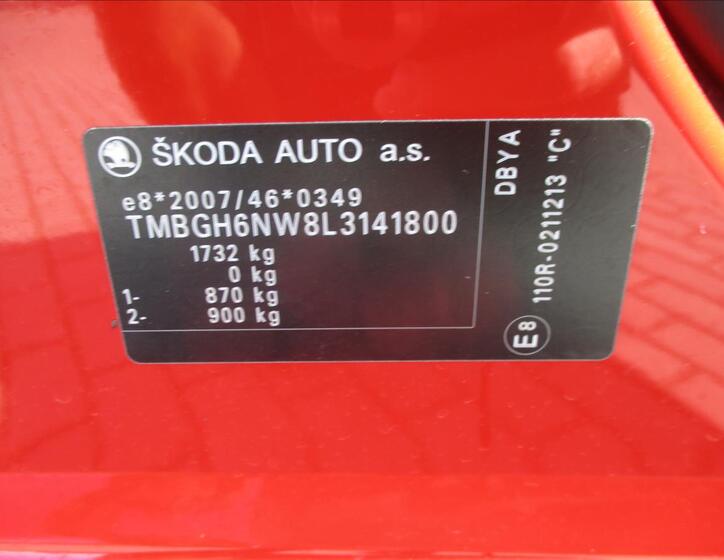 ŠKODA AUTO a.s.
e8*2007/46*0349
TMBGH6NW8L3141800
1732 kg
0 kg
1- 870 kg
2- 900 kg
DBYA
E8 110R-0211213 "C"